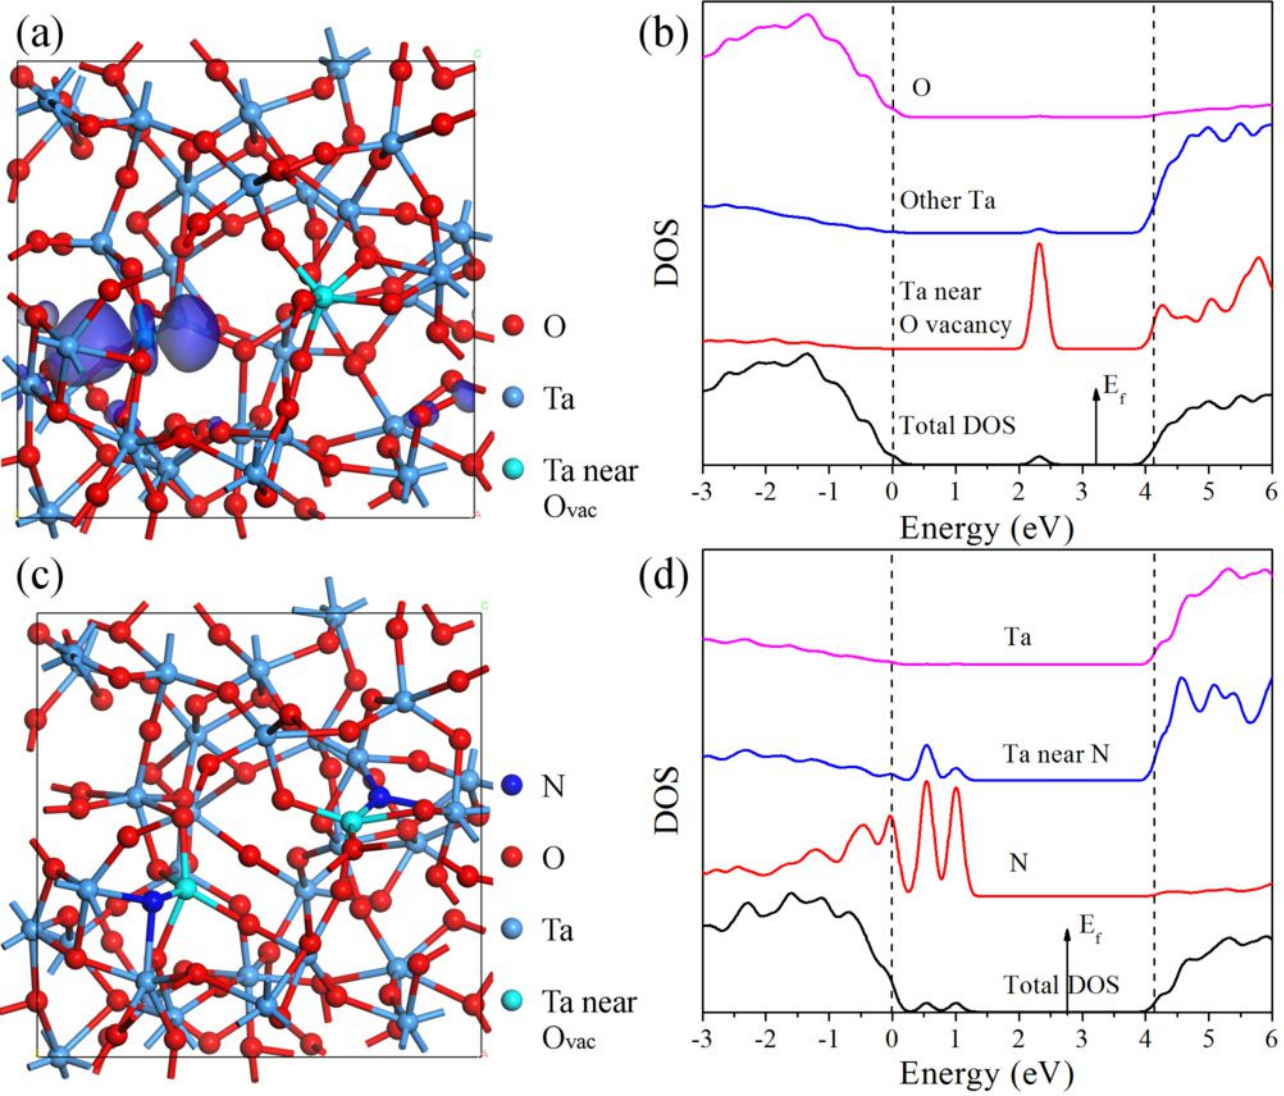 (a)
C
A
O
Ta
Ta near
Ovac
(b)
DOS
O
Other Ta
Ta near
O vacancy
Ef
Total DOS
-3 -2 -1 0 1 2 3 4 5 6
Energy (eV)
(c)
C
A
N
O
Ta
Ta near
Ovac
(d)
DOS
Ta
Ta near N
N
Ef
Total DOS
-3 -2 -1 0 1 2 3 4 5 6
Energy (eV)